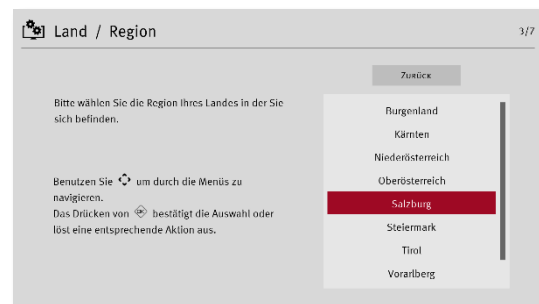 Land / Region
3/7
Zurück
Bitte wählen Sie die Region Ihres Landes in der Sie
sich befinden.
Benutzen Sie um durch die Menüs zu
navigieren.
Das Drücken von OK bestätigt die Auswahl oder
löst eine entsprechende Aktion aus.
Burgenland
Kärnten
Niederösterreich
Oberösterreich
Salzburg
Steiermark
Tirol
Vorarlberg